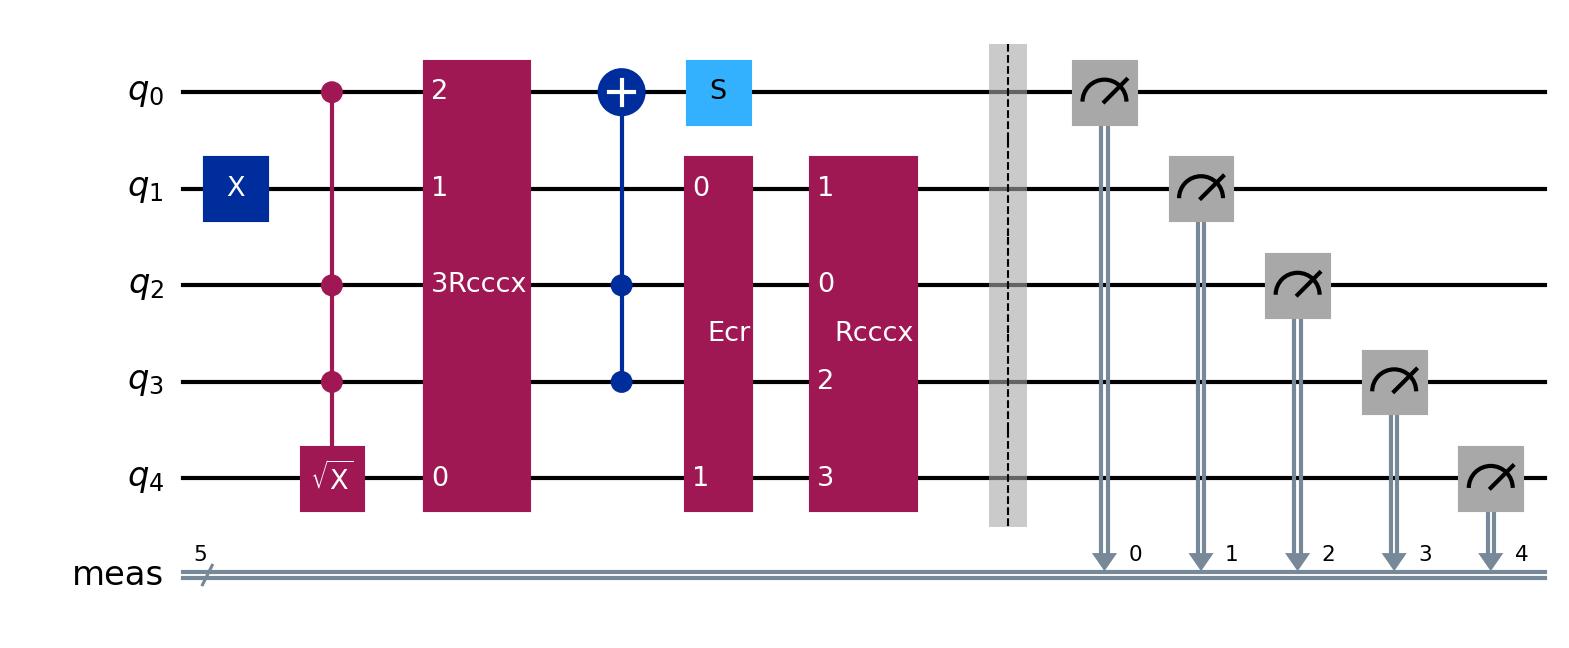 q0 2 S
q1 X 1 0 1
q2 3Rcccx 0
Ecr Rcccx
q3 2
q4 √X 0 1 3
5 0 1 2 3 4
meas